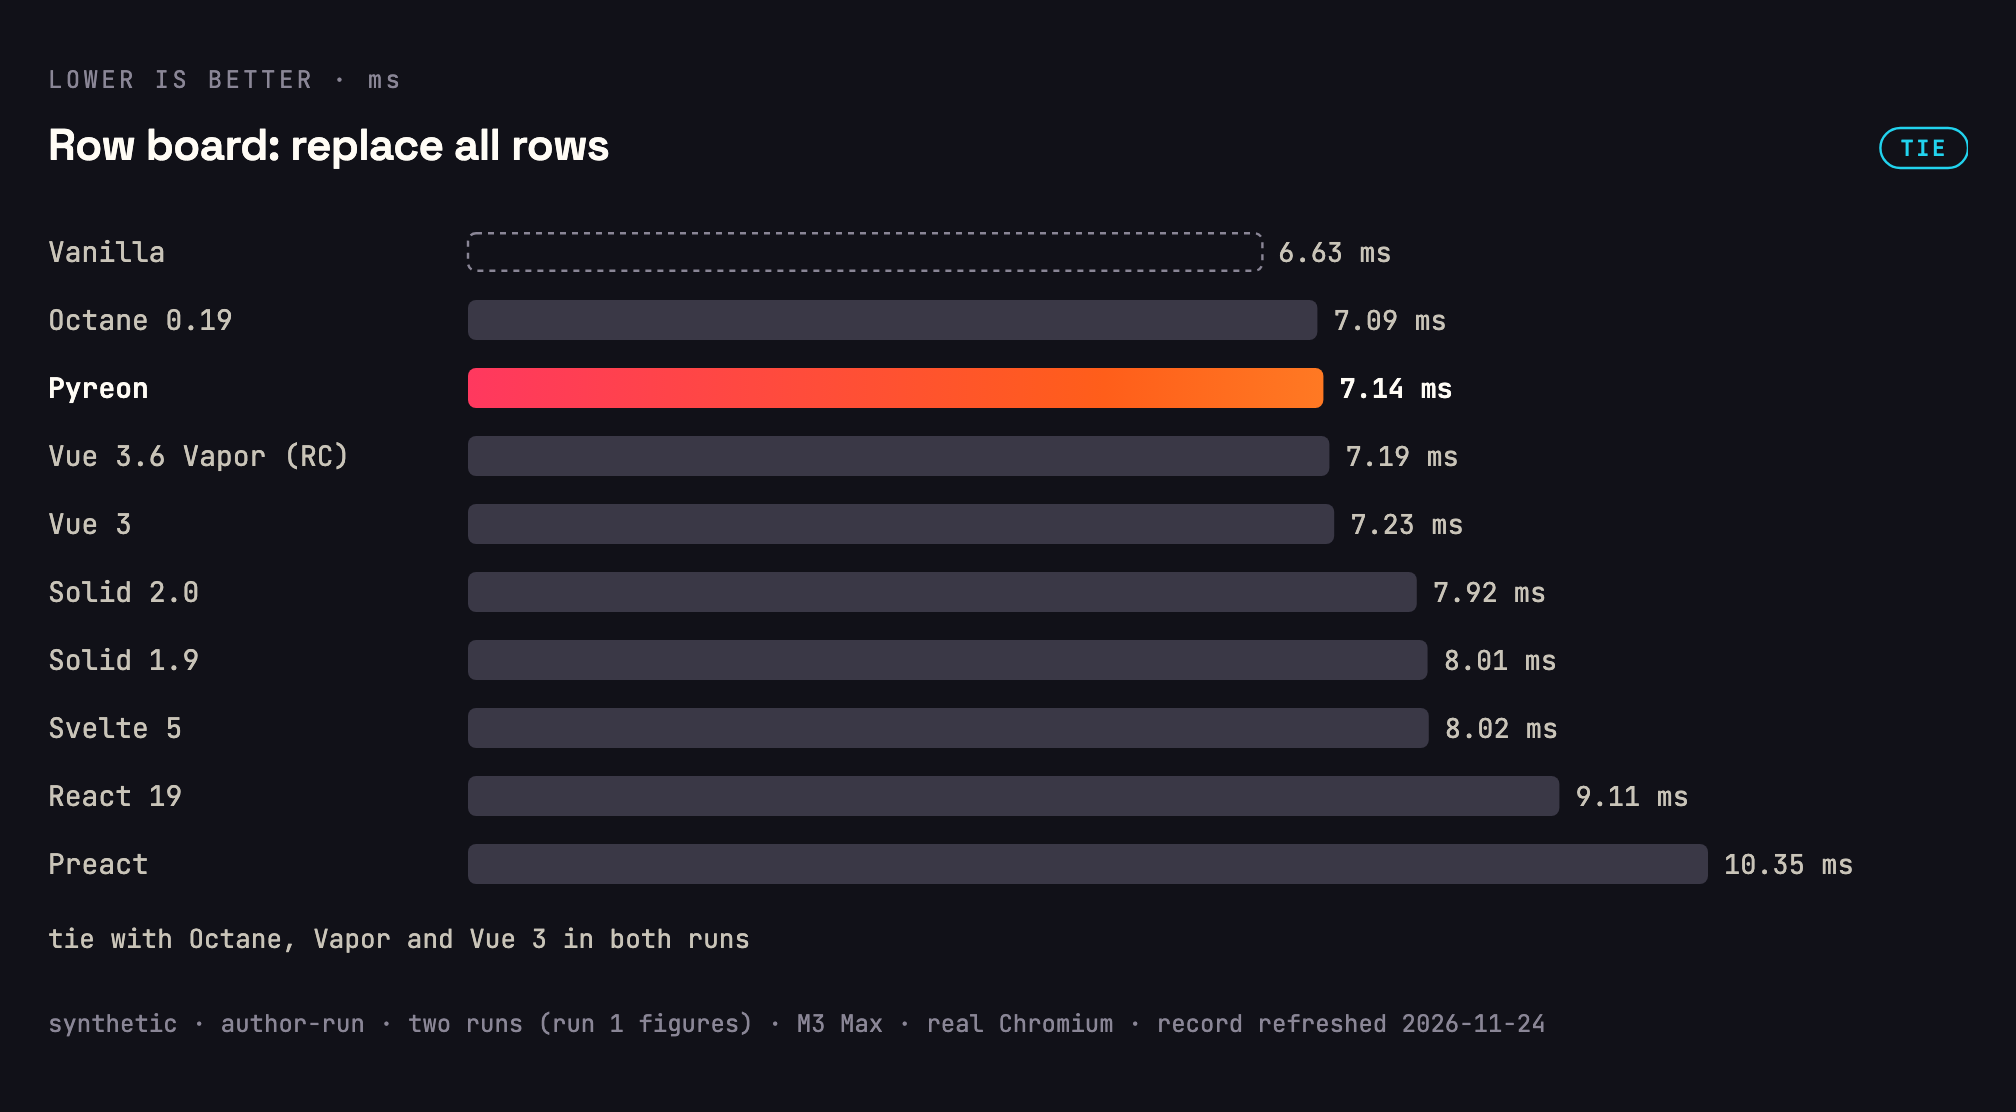 LOWER IS BETTER · ms
Row board: replace all rows
TIE
Vanilla 6.63 ms
Octane 0.19 7.09 ms
Pyreon 7.14 ms
Vue 3.6 Vapor (RC) 7.19 ms
Vue 3 7.23 ms
Solid 2.0 7.92 ms
Solid 1.9 8.01 ms
Svelte 5 8.02 ms
React 19 9.11 ms
Preact 10.35 ms
tie with Octane, Vapor and Vue 3 in both runs
synthetic · author-run · two runs (run 1 figures) · M3 Max · real Chromium · record refreshed 2026-11-24